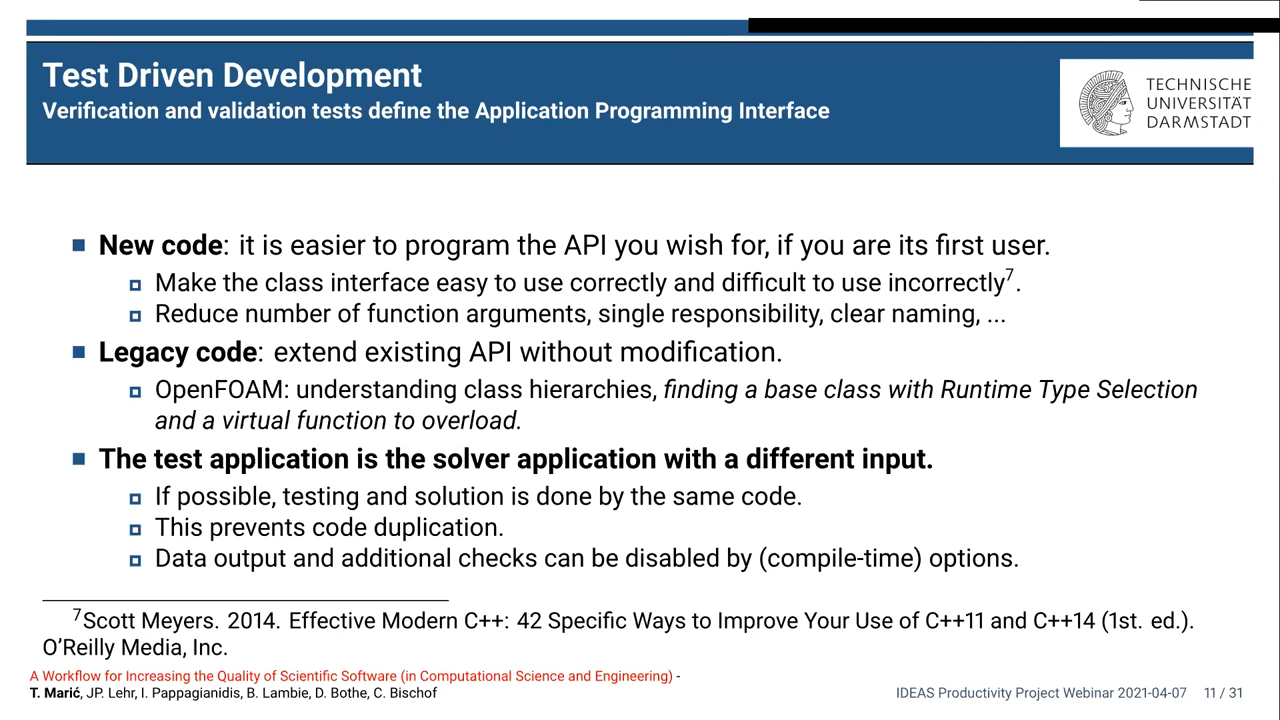 Test Driven Development
Verification and validation tests define the Application Programming Interface
TECHNISCHE
UNIVERSITÄT
DARMSTADT
New code: it is easier to program the API you wish for, if you are its first user.
Make the class interface easy to use correctly and difficult to use incorrectly7.
Reduce number of function arguments, single responsibility, clear naming, ...
Legacy code: extend existing API without modification.
OpenFOAM: understanding class hierarchies, finding a base class with Runtime Type Selection
and a virtual function to overload.
The test application is the solver application with a different input.
If possible, testing and solution is done by the same code.
This prevents code duplication.
Data output and additional checks can be disabled by (compile-time) options.
7Scott Meyers. 2014. Effective Modern C++: 42 Specific Ways to Improve Your Use of C++11 and C++14 (1st. ed.).
O'Reilly Media, Inc.
A Workflow for Increasing the Quality of Scientific Software (in Computational Science and Engineering) -
T. Marić, JP. Lehr, I. Pappagianidis, B. Lambie, D. Bothe, C. Bischof
IDEAS Productivity Project Webinar 2021-04-07 11 / 31